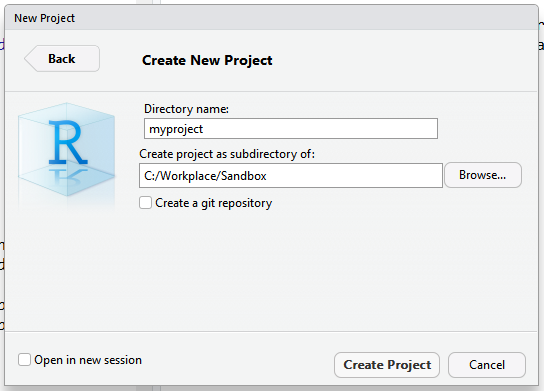 New Project
Back
Create New Project
R
Directory name:
myproject
Create project as subdirectory of:
C:/Workplace/Sandbox
Browse...
Create a git repository
Open in new session
Create Project
Cancel